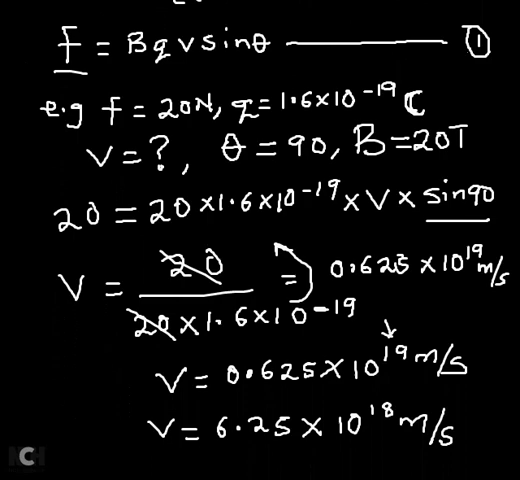 f = Bqvsinθ ——— ①
e.g f = 20N, q = 1.6×10⁻¹⁹ C
V = ?, θ = 90, B = 20T
20 = 20 × 1.6 × 10⁻¹⁹ × V × sin90
V = 20 / 20 × 1.6 × 10⁻¹⁹ = 0.625 × 10¹⁹ m/s
V = 0.625 × 10¹⁹ m/s
V = 6.25 × 10¹⁸ m/s
C